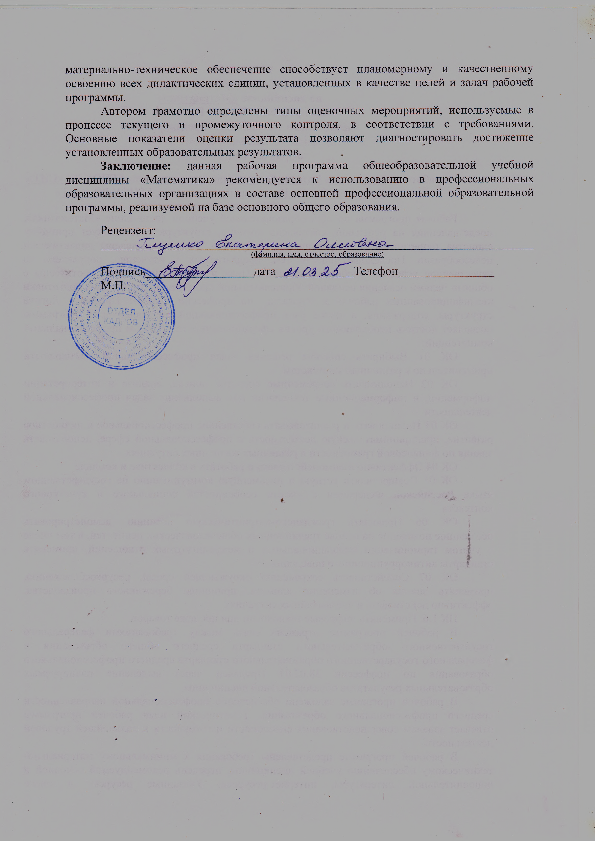 материально-техническое обеспечение способствует планомерному и качественному
освоению всех дидактических единиц, установленных в качестве целей и задач рабочей
программы.
Автором грамотно определены типы оценочных мероприятий, используемые в
процессе текущего и промежуточного контроля, в соответствии с требованиями.
Основные показатели оценки результата позволяют диагностировать достижение
установленных образовательных результатов.
Заключение: данная рабочая программа общеобразовательной учебной
дисциплины «Математика» рекомендуется к использованию в профессиональных
образовательных организациях в составе основной профессиональной образовательной
программы, реализуемой на базе основного общего образования.
Рецензент:
Екатерина Олеговна
(фамилия, имя, отчество, образование)
Подпись дата 21.03.25 Телефон
М.П.